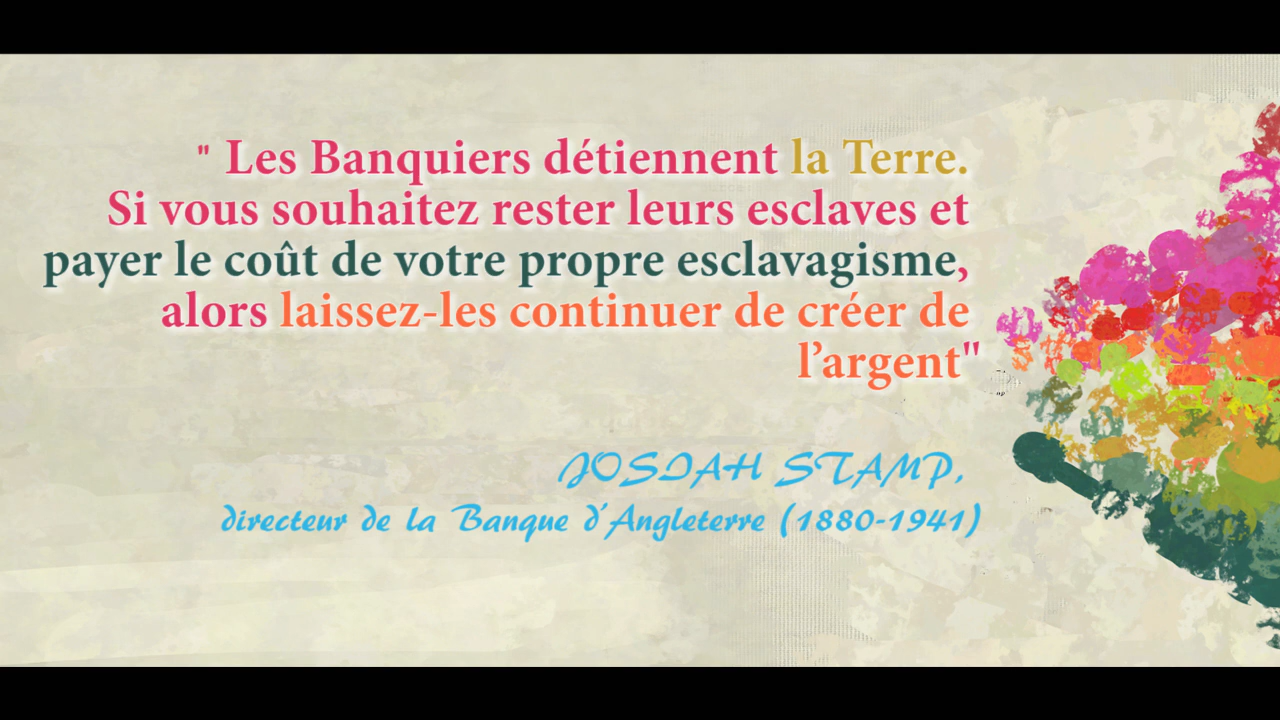 " Les Banquiers détiennent la Terre.
Si vous souhaitez rester leurs esclaves et
payer le coût de votre propre esclavagisme,
alors laissez-les continuer de créer de
l’argent"
JOSIAH STAMP,
directeur de la Banque d'Angleterre (1880-1941)